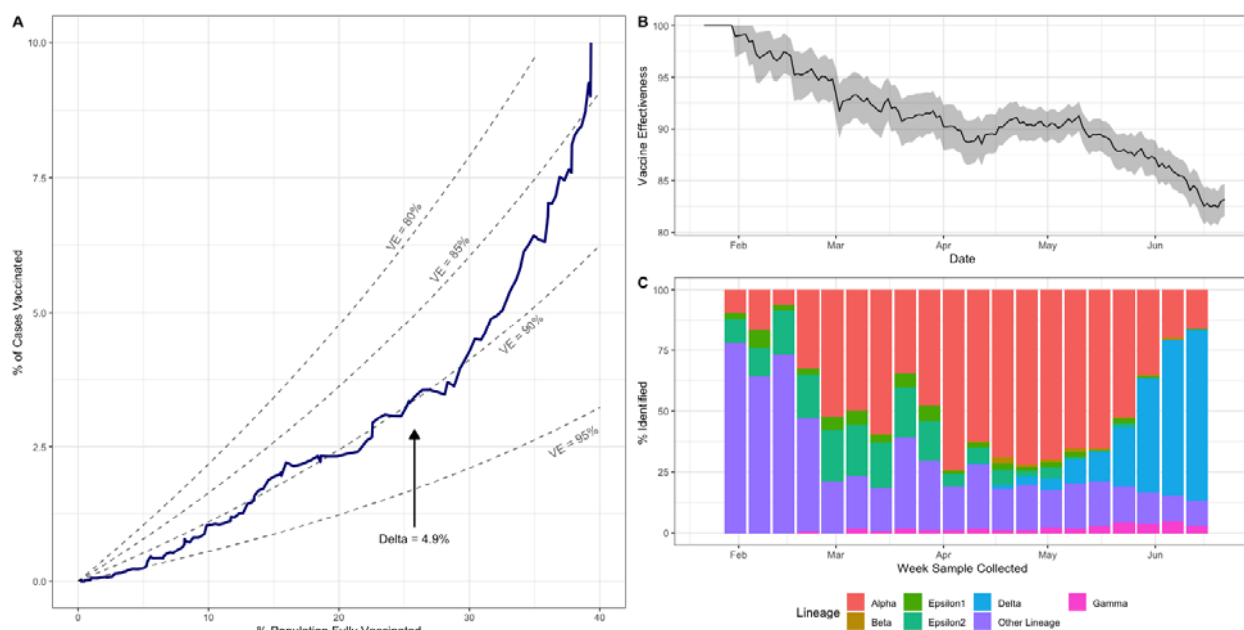 A
10.0
7.5
5.0
2.5
0.0
% of Cases Vaccinated
VE = 80%
VE = 85%
VE = 90%
VE = 95%
Delta = 4.9%
0
10
20
30
40
% Population Fully Vaccinated
B
100
95
90
85
80
Vaccine Effectiveness
Feb
Mar
Apr
May
Jun
Date
C
100
75
50
25
0
% Identified
Feb
Mar
Apr
May
Jun
Week Sample Collected
Lineage
Alpha
Epsilon1
Delta
Gamma
Beta
Epsilon2
Other Lineage